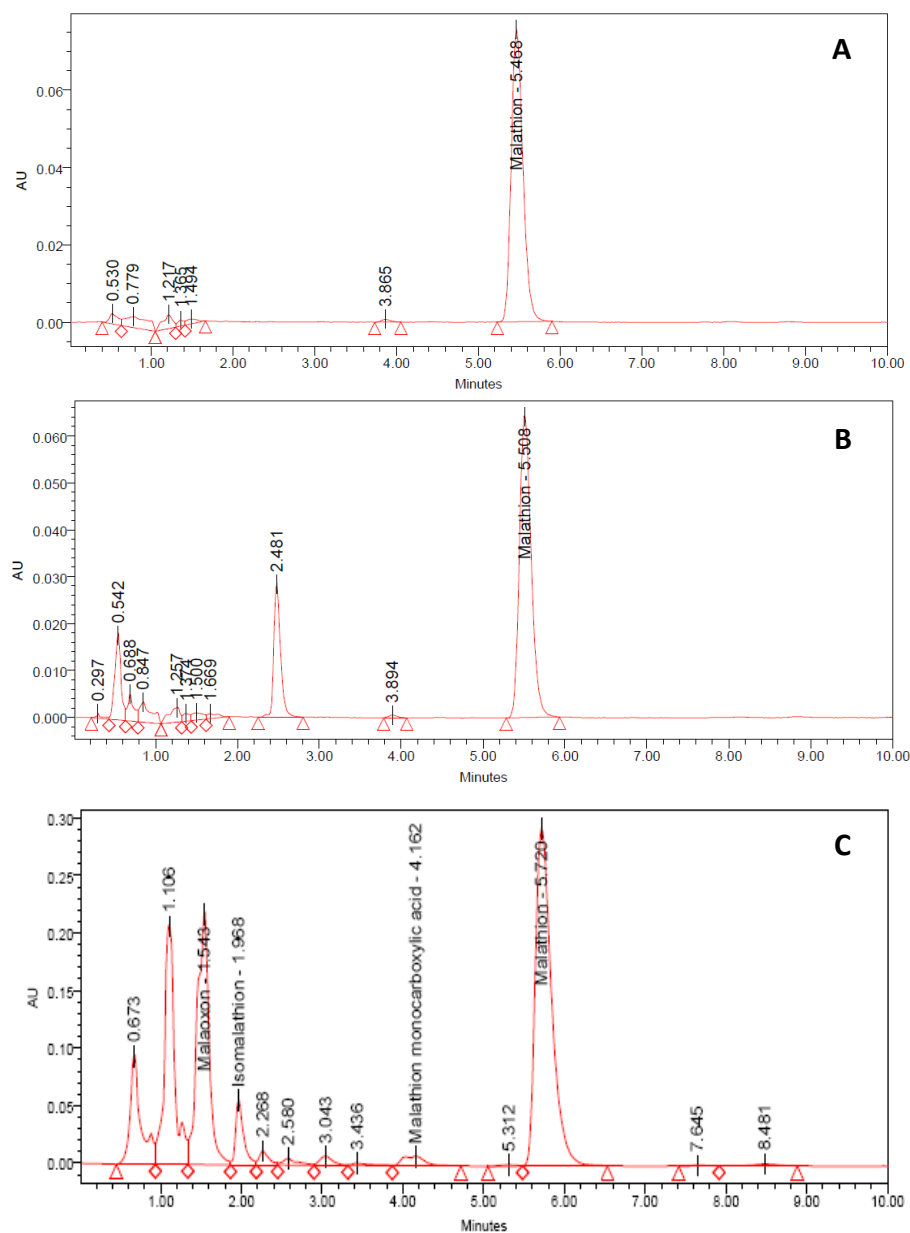 A
AU
0.06
0.04
0.02
0.00
0.530
0.779
1.217
1.365
1.494
3.865
Malathion - 5.468
1.00 2.00 3.00 4.00 5.00 6.00 7.00 8.00 9.00 10.00
Minutes
B
AU
0.060
0.050
0.040
0.030
0.020
0.010
0.000
0.297
0.542
0.688
0.847
1.257
1.374
1.500
1.669
2.481
3.894
Malathion - 5.508
1.00 2.00 3.00 4.00 5.00 6.00 7.00 8.00 9.00 10.00
Minutes
C
AU
0.30
0.25
0.20
0.15
0.10
0.05
0.00
0.673
1.106
Malaoxon - 1.543
Isomalathion - 1.968
2.268
2.580
3.043
3.436
Malathion monocarboxylic acid - 4.162
5.312
Malathion - 5.720
7.645
8.481
1.00 2.00 3.00 4.00 5.00 6.00 7.00 8.00 9.00 10.00
Minutes